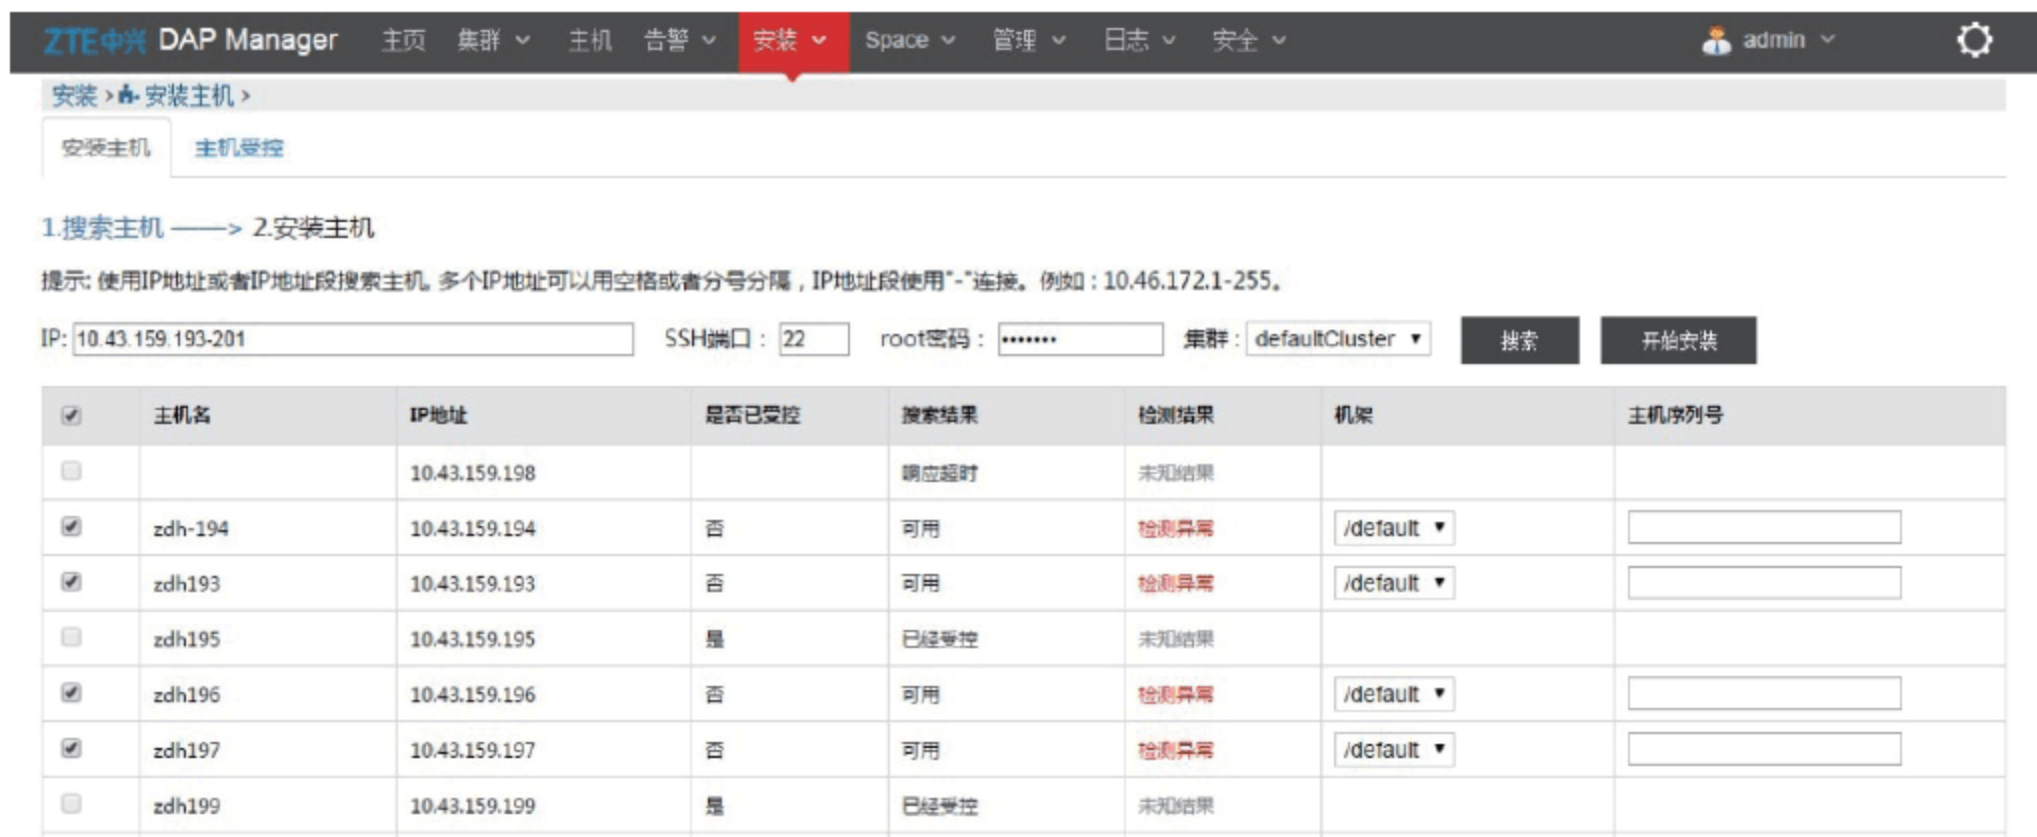 ZTE中兴 DAP Manager 主页 集群 主机 告警 安装 Space 管理 日志 安全 admin
安装 > 安装主机 >
安装主机 主机受控
1.搜索主机 ——> 2.安装主机
提示: 使用IP地址或者IP地址段搜索主机。多个IP地址可以用空格或者分号分隔，IP地址段使用"-"连接。例如：10.46.172.1-255。
IP: 10.43.159.193-201 SSH端口： 22 root密码： ••••••• 集群： defaultCluster 搜索 开始安装
主机名 IP地址 是否已受控 搜索结果 检测结果 机架 主机序列号
10.43.159.198 响应超时 未知结果
zdh-194 10.43.159.194 否 可用 检测异常 /default
zdh193 10.43.159.193 否 可用 检测异常 /default
zdh195 10.43.159.195 是 已经受控 未知结果
zdh196 10.43.159.196 否 可用 检测异常 /default
zdh197 10.43.159.197 否 可用 检测异常 /default
zdh199 10.43.159.199 是 已经受控 未知结果